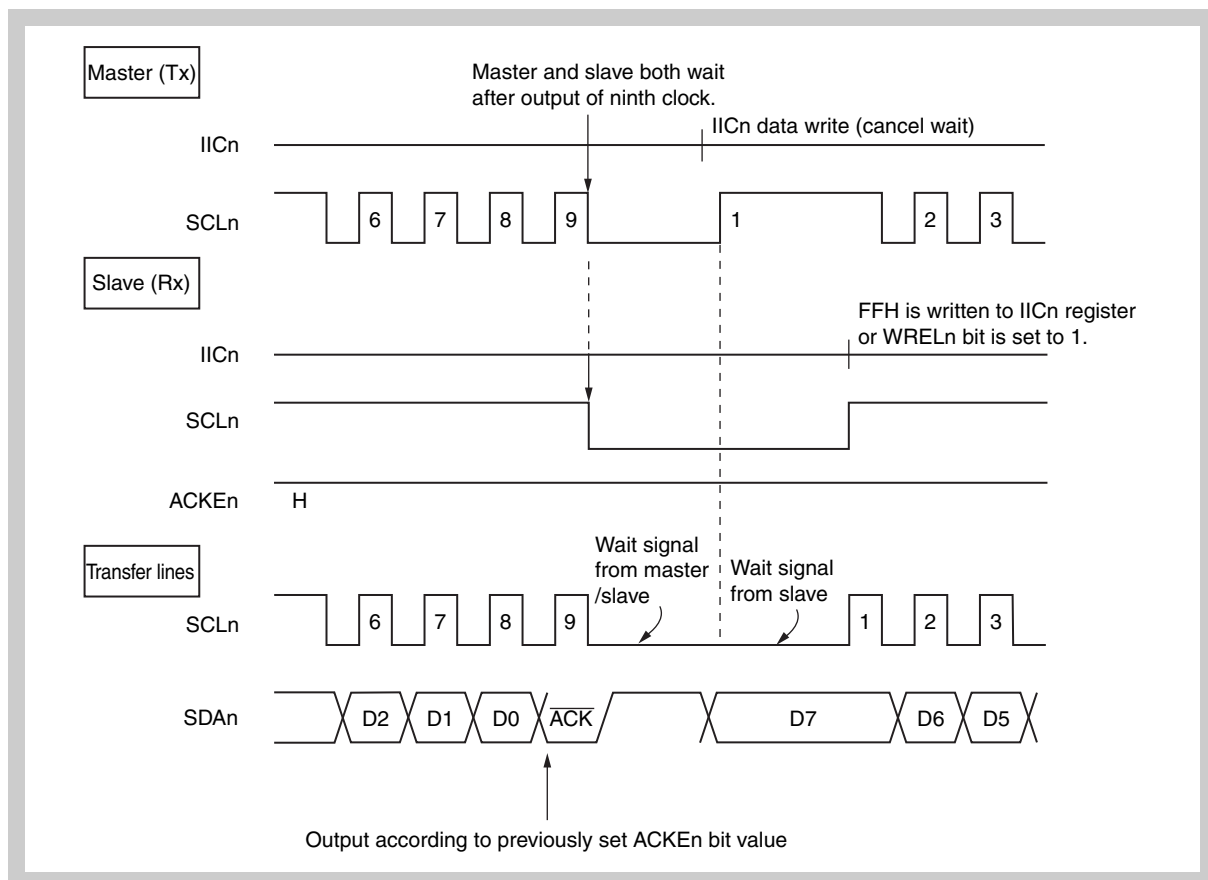 Master (Tx)
Master and slave both wait
after output of ninth clock.
IICn data write (cancel wait)
IICn
SCLn
6 7 8 9 1 2 3
Slave (Rx)
FFH is written to IICn register
or WRELn bit is set to 1.
IICn
SCLn
ACKEn H
Transfer lines
Wait signal
from master
/slave
Wait signal
from slave
SCLn
6 7 8 9 1 2 3
SDAn
D2 D1 D0 ACK D7 D6 D5
Output according to previously set ACKEn bit value